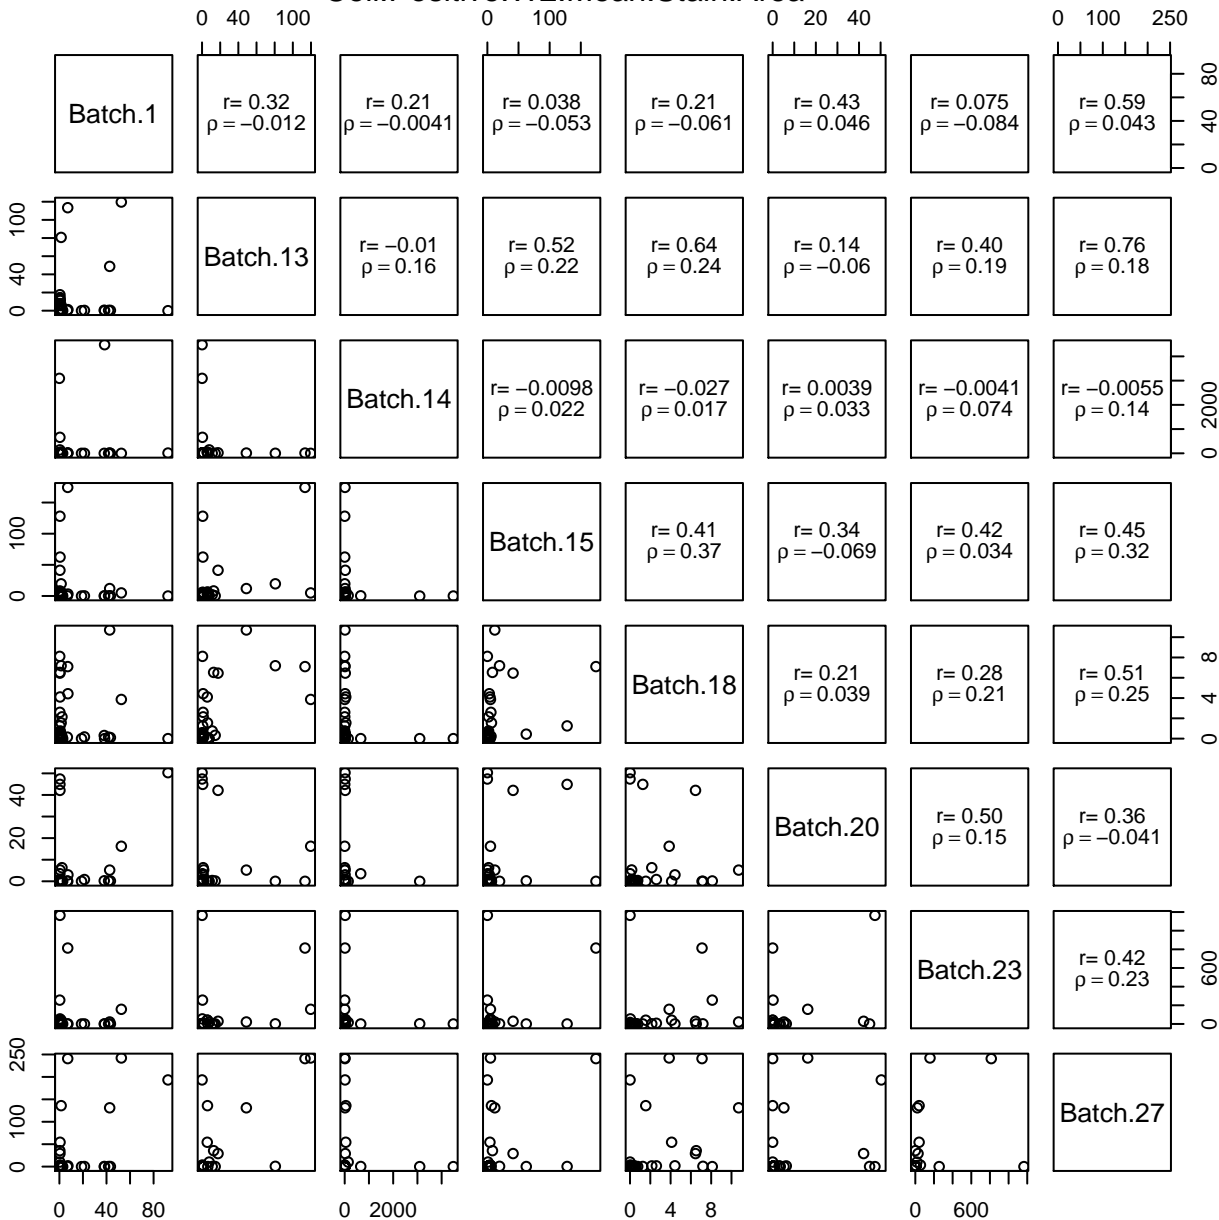 0 40 100 0 100 0 20 40 0 100 250
Batch.1 r= 0.32 r= 0.21 r= 0.038 r= 0.21 r= 0.43 r= 0.075 r= 0.59
ρ = −0.012 ρ = −0.0041 ρ = −0.053 ρ = −0.061 ρ = 0.046 ρ = −0.084 ρ = 0.043
0 40 80
0 40 100
Batch.13 r= −0.01 r= 0.52 r= 0.64 r= 0.14 r= 0.40 r= 0.76
ρ = 0.16 ρ = 0.22 ρ = 0.24 ρ = −0.06 ρ = 0.19 ρ = 0.18
Batch.14 r= −0.0098 r= −0.027 r= 0.0039 r= −0.0041 r= −0.0055
ρ = 0.022 ρ = 0.017 ρ = 0.033 ρ = 0.074 ρ = 0.14
0 2000
0 100
Batch.15 r= 0.41 r= 0.34 r= 0.42 r= 0.45
ρ = 0.37 ρ = −0.069 ρ = 0.034 ρ = 0.32
Batch.18 r= 0.21 r= 0.28 r= 0.51
ρ = 0.039 ρ = 0.21 ρ = 0.25
0 4 8
0 20 40
Batch.20 r= 0.50 r= 0.36
ρ = 0.15 ρ = −0.041
Batch.23 r= 0.42
ρ = 0.23
0 600
0 100 250
Batch.27
0 40 80 0 2000 0 4 8 0 600